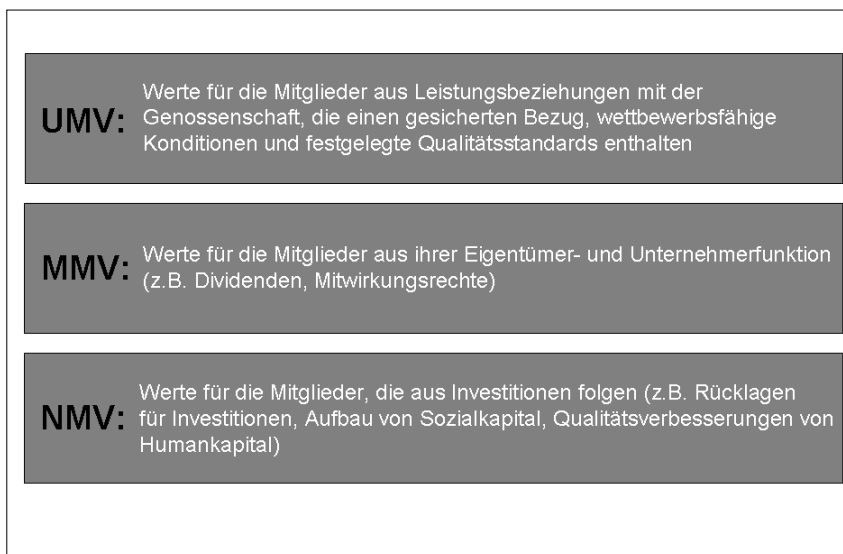 UMV:
Werte für die Mitglieder aus Leistungsbeziehungen mit der
Genossenschaft, die einen gesicherten Bezug, wettbewerbsfähige
Konditionen und festgelegte Qualitätsstandards enthalten
MMV:
Werte für die Mitglieder aus ihrer Eigentümer- und Unternehmerfunktion
(z.B. Dividenden, Mitwirkungsrechte)
NMV:
Werte für die Mitglieder, die aus Investitionen folgen (z.B. Rücklagen
für Investitionen, Aufbau von Sozialkapital, Qualitätsverbesserungen von
Humankapital)